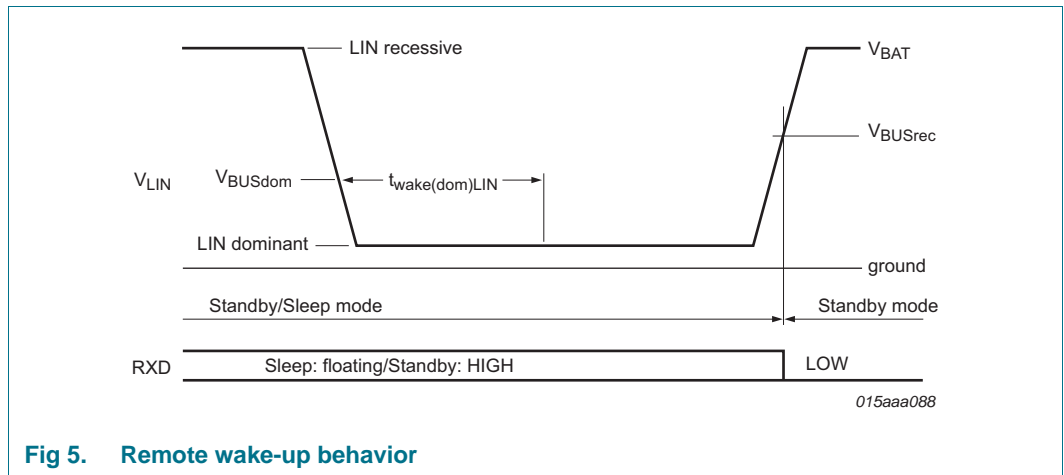 LIN recessive
VBAT
VBUSrec
VLIN
VBUSdom
twake(dom)LIN
LIN dominant
ground
Standby/Sleep mode
Standby mode
RXD
Sleep: floating/Standby: HIGH
LOW
015aaa088
Fig 5. Remote wake-up behavior